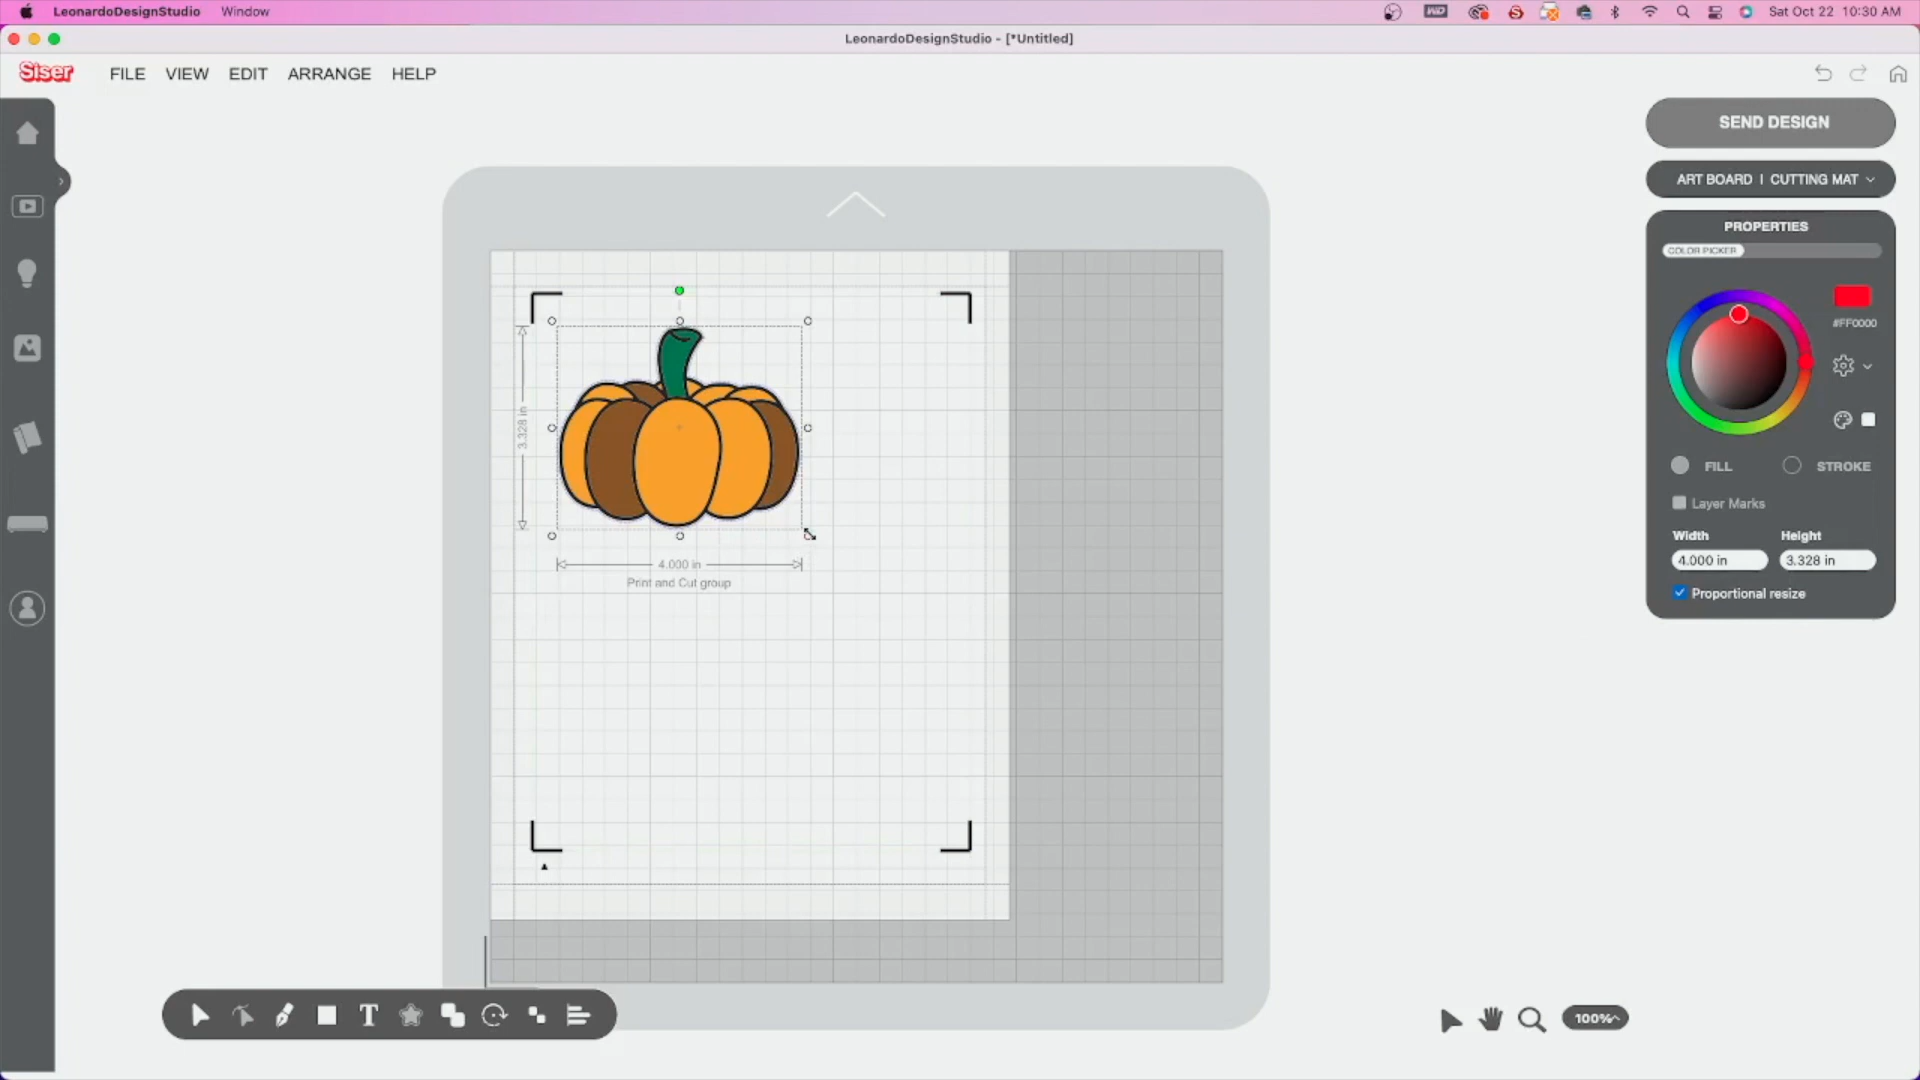 LeonardoDesignStudio Window Sat Oct 22 10:30 AM
LeonardoDesignStudio - [*Untitled]
Siser FILE VIEW EDIT ARRANGE HELP
SEND DESIGN
ART BOARD | CUTTING MAT
PROPERTIES
COLOR PICKER
#FF0000
FILL STROKE
Layer Marks
Width Height
4.000 in 3.328 in
Proportional resize
3.328 in
4.000 in
Print and Cut group
T
100%